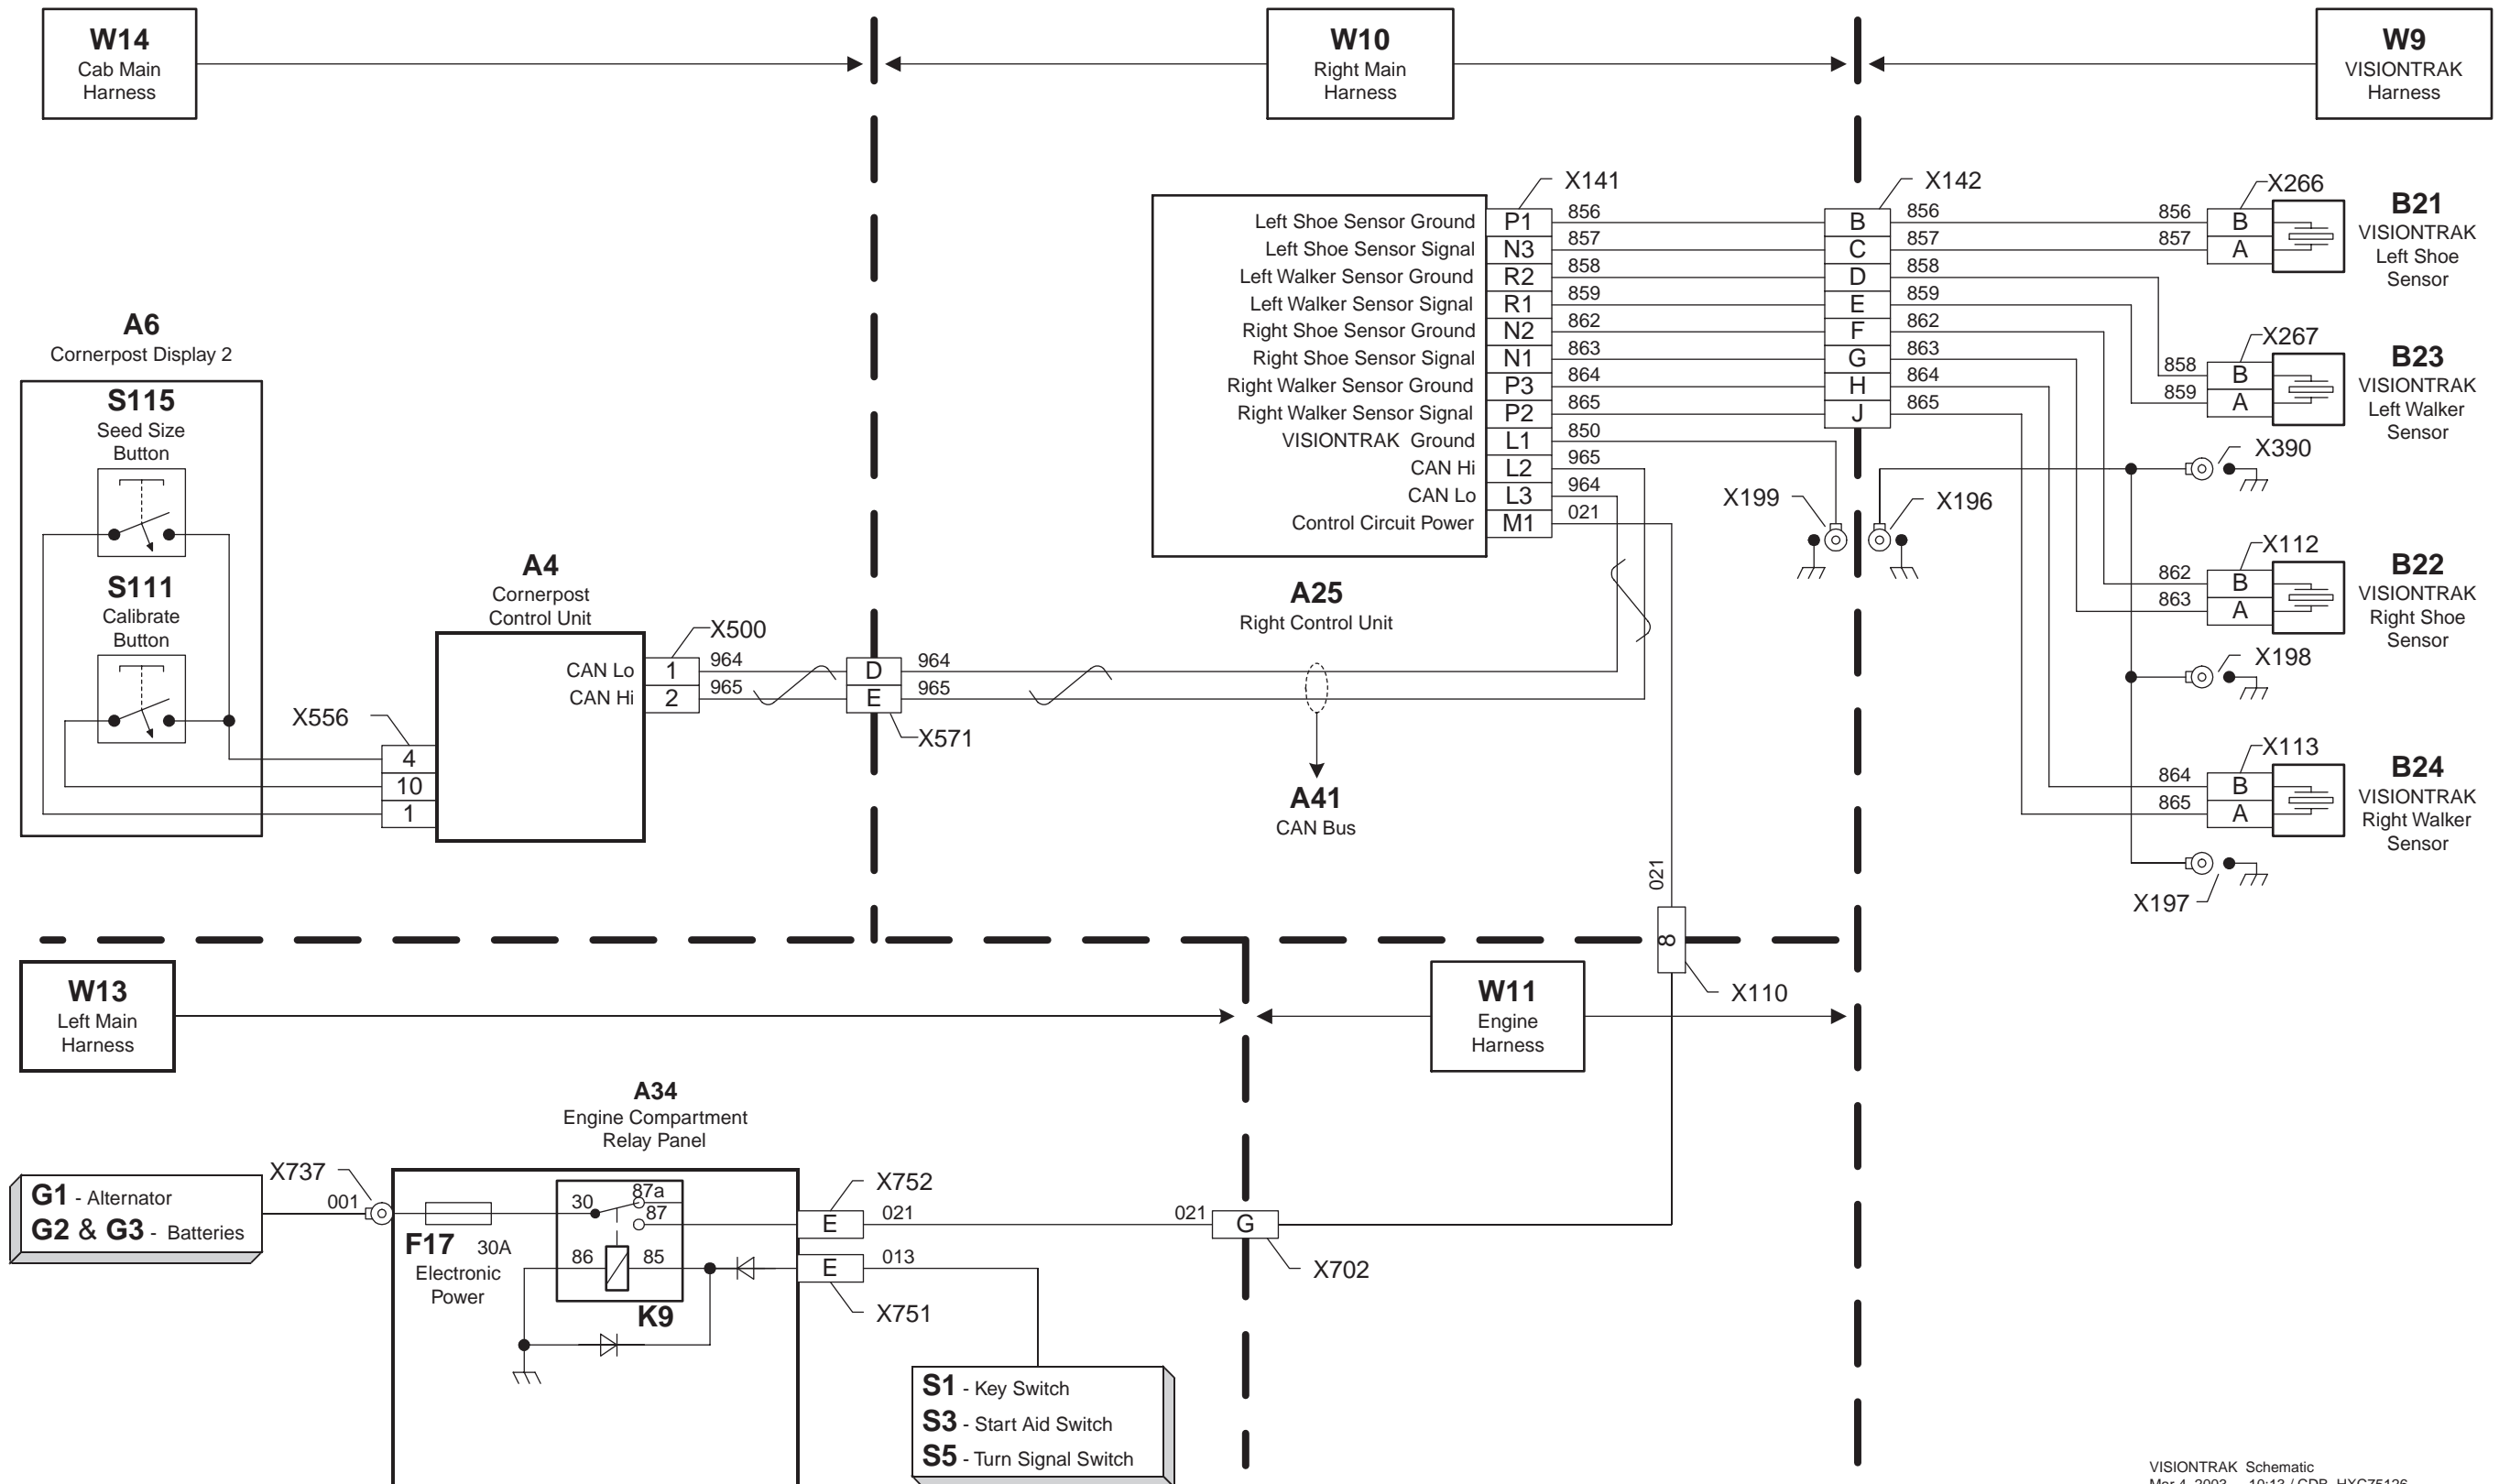 W14
Cab Main
Harness
W10
Right Main
Harness
W9
VISIONTRAK
Harness
A6
Cornerpost Display 2
S115
Seed Size
Button
S111
Calibrate
Button
X556
4
10
1
A4
Cornerpost
Control Unit
CAN Lo
CAN Hi
X500
1
2
964
965
D
E
964
965
X571
A41
CAN Bus
X141
Left Shoe Sensor Ground P1 856
Left Shoe Sensor Signal N3 857
Left Walker Sensor Ground R2 858
Left Walker Sensor Signal R1 859
Right Shoe Sensor Ground N2 862
Right Shoe Sensor Signal N1 863
Right Walker Sensor Ground P3 864
Right Walker Sensor Signal P2 865
VISIONTRAK Ground L1 850
CAN Hi L2 965
CAN Lo L3 964
Control Circuit Power M1 021
A25
Right Control Unit
X142
B 856
C 857
D 858
E 859
F 862
G 863
H 864
J 865
X199
X196
X266
856 B
857 A
B21
VISIONTRAK
Left Shoe
Sensor
X267
858 B
859 A
B23
VISIONTRAK
Left Walker
Sensor
X390
X112
862 B
863 A
B22
VISIONTRAK
Right Shoe
Sensor
X198
X113
864 B
865 A
B24
VISIONTRAK
Right Walker
Sensor
X197
021
8
X110
W13
Left Main
Harness
W11
Engine
Harness
A34
Engine Compartment
Relay Panel
G1 - Alternator
G2 & G3 - Batteries
X737
001
F17 30A
Electronic
Power
30
87a
87
86
85
K9
X752
E 021
E 013
X751
021 G
X702
S1 - Key Switch
S3 - Start Aid Switch
S5 - Turn Signal Switch
VISIONTRAK Schematic